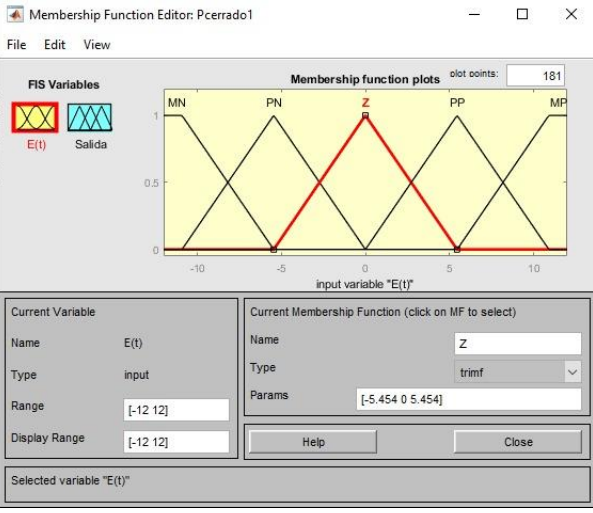 Membership Function Editor: Pcerrado1
File Edit View
FIS Variables
E(t) Salida
Membership function plots
plot points: 181
MN PN Z PP MP
1
0.5
0
-10 -5 0 5 10
input variable "E(t)"
Current Variable
Name E(t)
Type input
Range [-12 12]
Display Range [-12 12]
Current Membership Function (click on MF to select)
Name Z
Type trimf
Params [-5.454 0 5.454]
Help Close
Selected variable "E(t)"